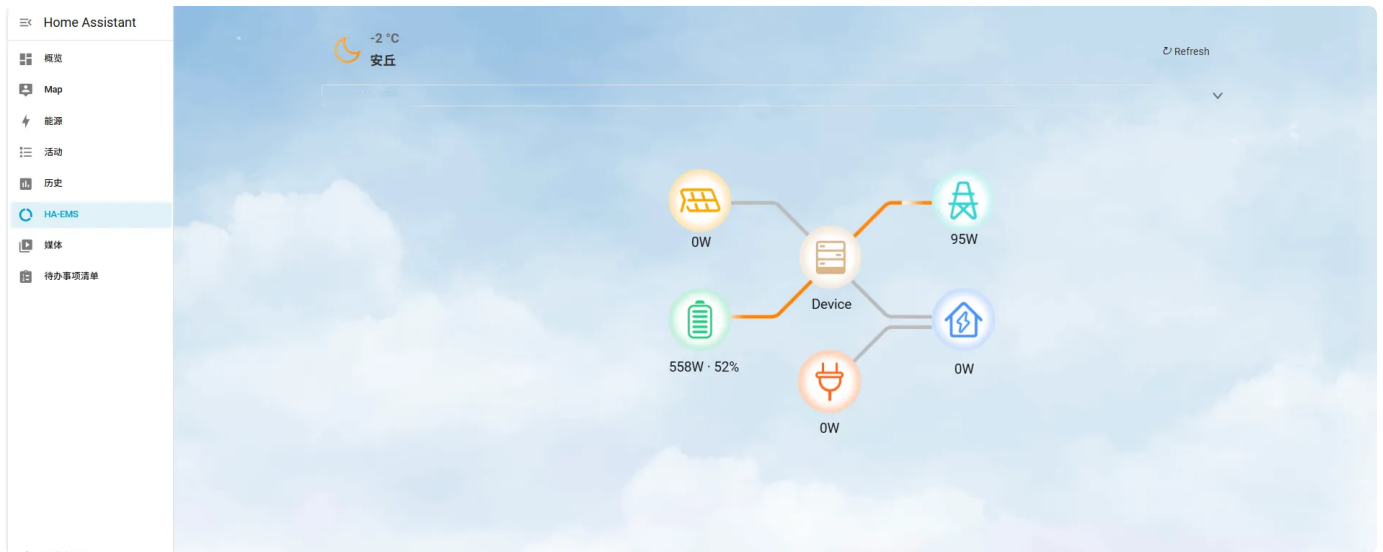 Home Assistant
概览
Map
能源
活动
历史
HA-EMS
媒体
待办事项清单
-2 °C
安丘
Refresh
0W
95W
Device
558W · 52%
0W
0W